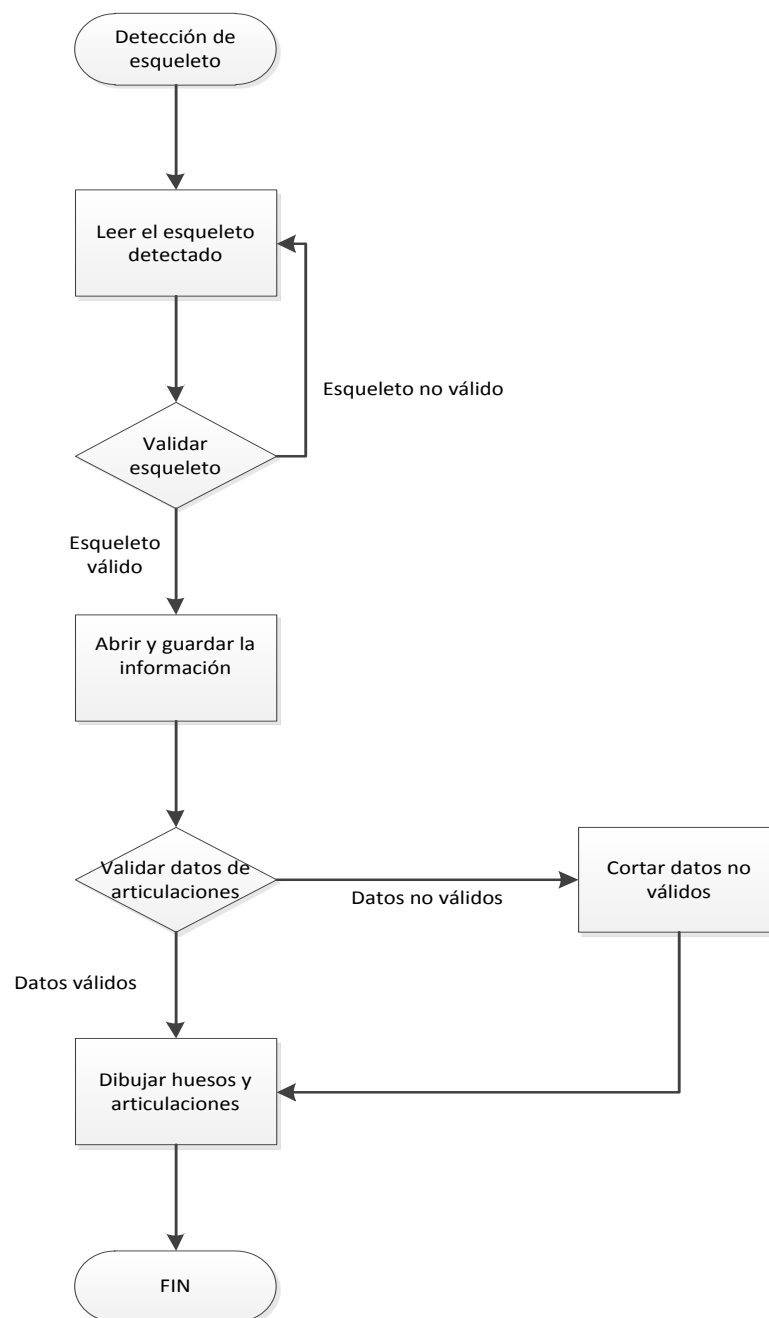 Detección de
esqueleto
Leer el esqueleto
detectado
Esqueleto no válido
Validar
esqueleto
Esqueleto
válido
Abrir y guardar la
información
Validar datos de
articulaciones
Datos no válidos
Cortar datos no
válidos
Datos válidos
Dibujar huesos y
articulaciones
FIN